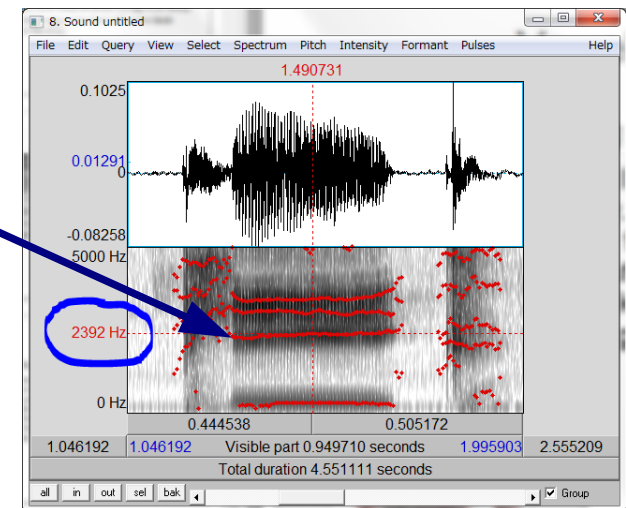 8. Sound untitled
File Edit Query View Select Spectrum Pitch Intensity Formant Pulses Help
1.490731
0.1025
0.01291
0
-0.08258
5000 Hz
2392 Hz
0 Hz
0.444538 0.505172
1.046192 1.046192 Visible part 0.949710 seconds 1.995903 2.555209
Total duration 4.551111 seconds
all in out sel bak Group